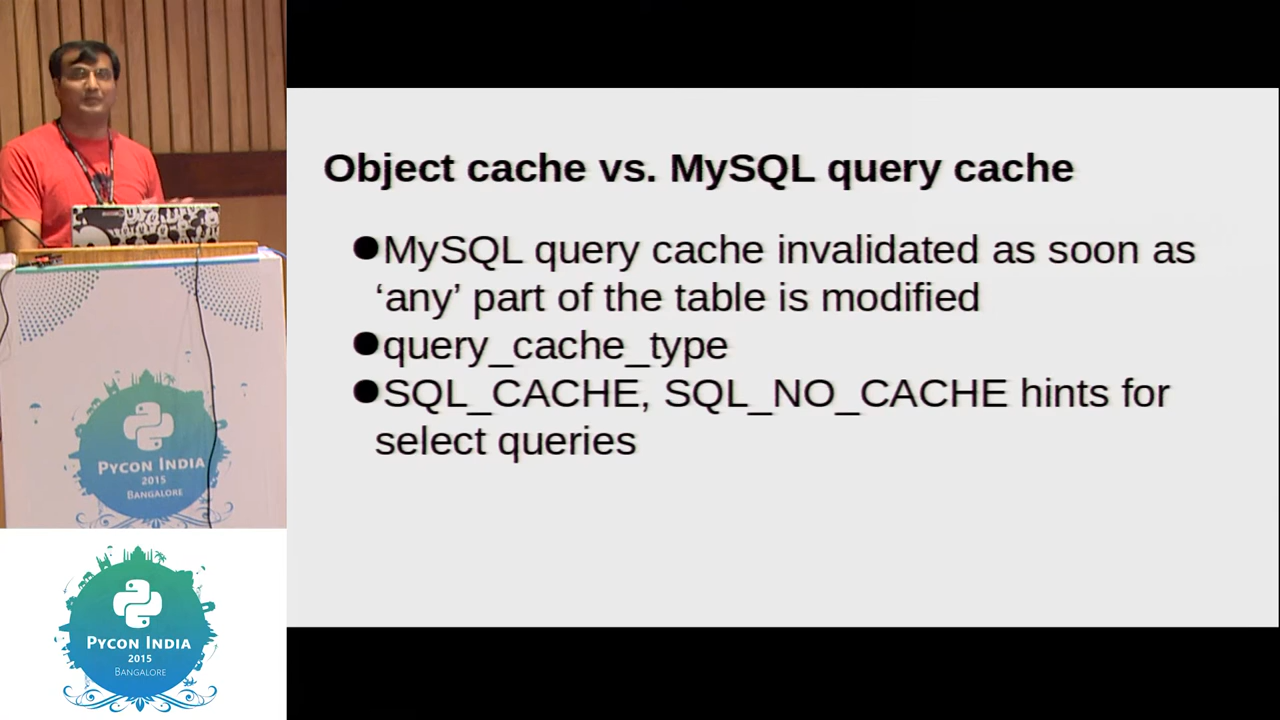 Object cache vs. MySQL query cache
●MySQL query cache invalidated as soon as
‘any’ part of the table is modified
●query_cache_type
●SQL_CACHE, SQL_NO_CACHE hints for
select queries
PYCON INDIA
2015
BANGALORE
PYCON INDIA
2015
BANGALORE